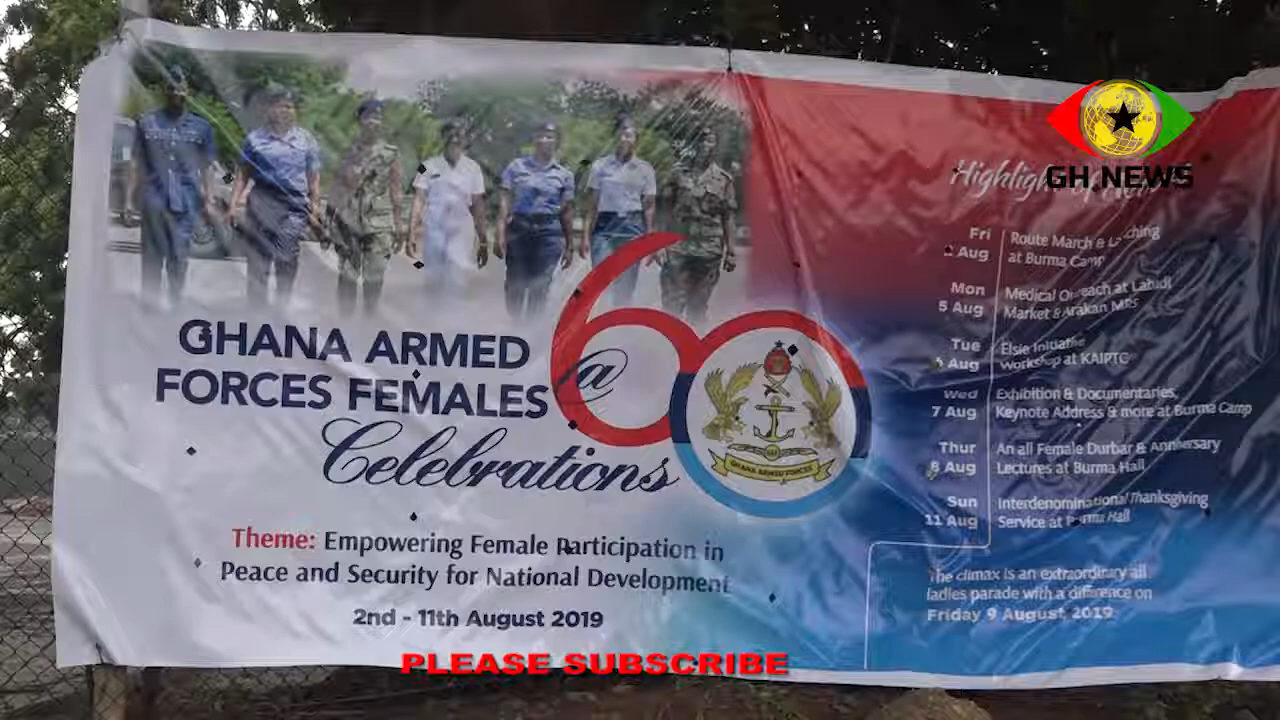 GHANA ARMED
FORCES FEMALES
@
60
Celebrations
GHANA ARMED FORCES
Theme: Empowering Female Participation in
Peace and Security for National Development
2nd - 11th August 2019
GH NEWS
Fri
Aug
Route March &
at Burma Camp
Mon
5 Aug
Medical Outreach at Labadi
Market & Arakan MRS
Tue
Aug
Elsie Initiative
Workshop at KAIPTC
Wed
7 Aug
Exhibition & Documentaries,
Keynote Address & more at Burma Camp
Thur
8 Aug
An all Female Durbar & Anniversary
Lectures at Burma Hall
Sun
11 Aug
Interdenominational Thanksgiving
Service at Burma Hall
The climax is an extraordinary all
ladies parade with a difference on
Friday 9 August 2019
PLEASE SUBSCRIBE